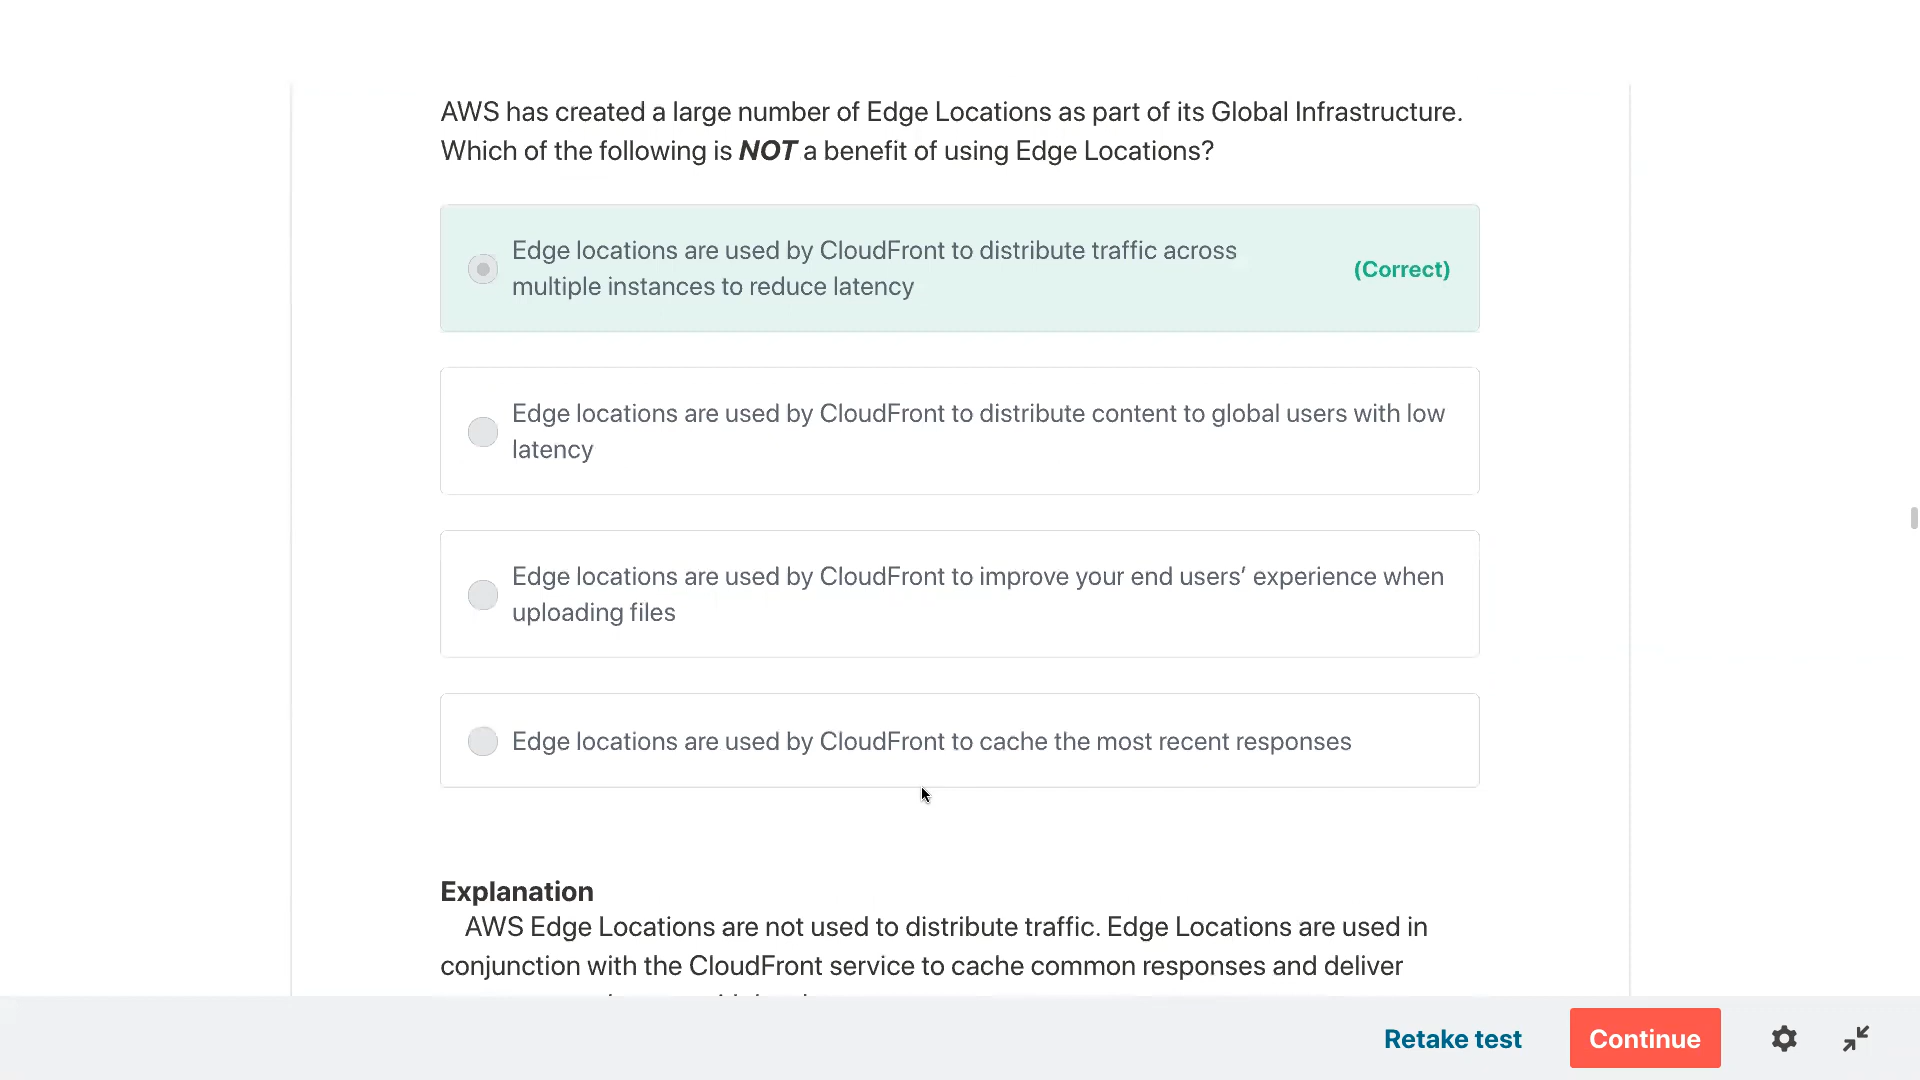 AWS has created a large number of Edge Locations as part of its Global Infrastructure.
Which of the following is NOT a benefit of using Edge Locations?
Edge locations are used by CloudFront to distribute traffic across
multiple instances to reduce latency
(Correct)
Edge locations are used by CloudFront to distribute content to global users with low
latency
Edge locations are used by CloudFront to improve your end users’ experience when
uploading files
Edge locations are used by CloudFront to cache the most recent responses
Explanation
AWS Edge Locations are not used to distribute traffic. Edge Locations are used in
conjunction with the CloudFront service to cache common responses and deliver
Retake test
Continue